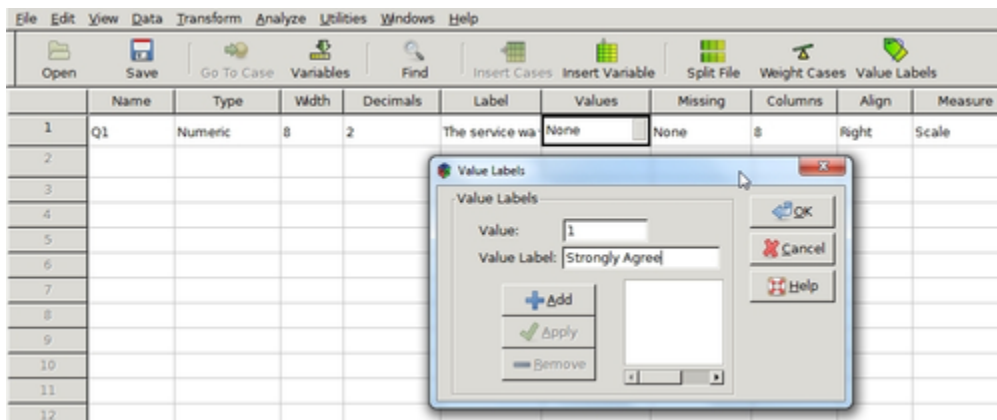 File Edit View Data Transform Analyze Utilities Windows Help
Open Save Go To Case Variables Find Insert Cases Insert Variable Split File Weight Cases Value Labels
Name Type Width Decimals Label Values Missing Columns Align Measure
1 Q1 Numeric 8 2 The service wa None None 8 Right Scale
2
3
4
5
6
7
8
9
10
11
12
Value Labels
Value Labels
Value: 1
Value Label: Strongly Agree
Add
Apply
Remove
OK
Cancel
Help